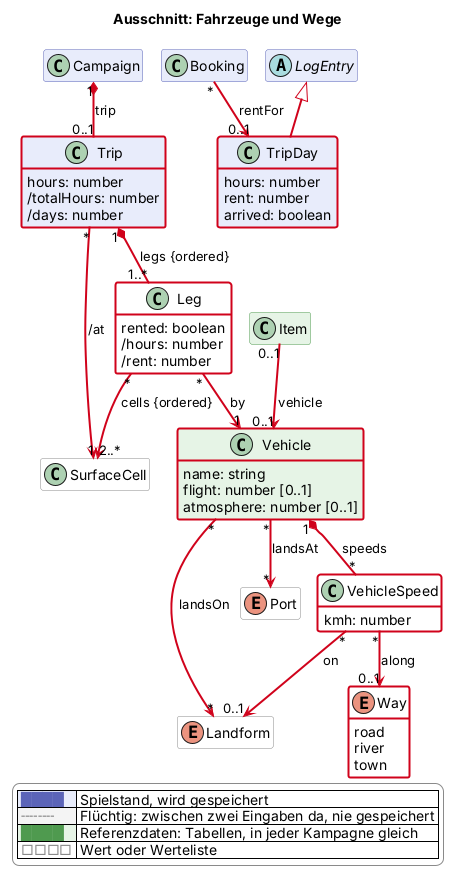 Ausschnitt: Fahrzeuge und Wege
C Campaign
C Booking
A LogEntry
1
*
trip
rentFor
0..1
0..1
C Trip
hours: number
/totalHours: number
/days: number
C TripDay
hours: number
rent: number
arrived: boolean
*
1
legs {ordered}
1..*
/at
C Leg
rented: boolean
/hours: number
/rent: number
C Item
0..1
*
*
cells {ordered}
by
vehicle
1
0..1
2..*
C SurfaceCell
C Vehicle
name: string
flight: number [0..1]
atmosphere: number [0..1]
*
*
1
landsAt
speeds
*
*
E Port
C VehicleSpeed
kmh: number
landsOn
*
*
on
along
*
0..1
0..1
E Landform
E Way
road
river
town
Spielstand, wird gespeichert
Flüchtig: zwischen zwei Eingaben da, nie gespeichert
Referenzdaten: Tabellen, in jeder Kampagne gleich
Wert oder Werteliste